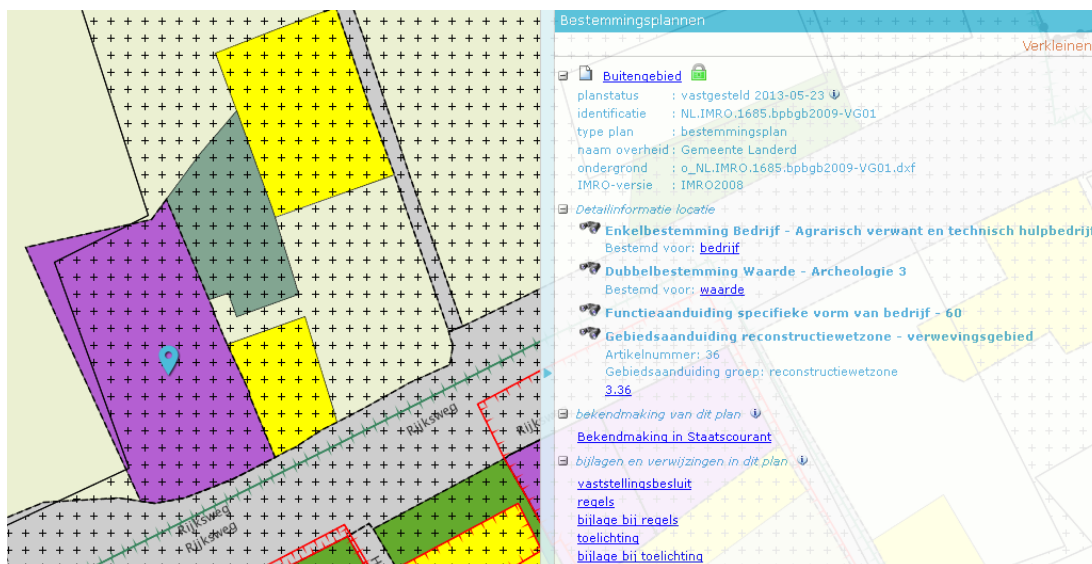 Bestemmingsplannen
Verkleinen
Buitengebied
planstatus : vastgesteld 2013-05-23
identificatie : NL.IMRO.1685.bpbgb2009-VG01
type plan : bestemmingsplan
naam overheid : Gemeente Landerd
ondergrond : o_NL.IMRO.1685.bpbgb2009-VG01.dxf
IMRO-versie : IMRO2008
Detailinformatie locatie
Enkelbestemming Bedrijf - Agrarisch verwant en technisch hulpbedrijf
Bestemd voor: bedrijf
Dubbelbestemming Waarde - Archeologie 3
Bestemd voor: waarde
Functieaanduiding specifieke vorm van bedrijf - 60
Gebiedsaanduiding reconstructiewetzone - verwevingsgebied
Artikelnummer: 36
Gebiedsaanduiding groep: reconstructiewetzone
3.36
bekendmaking van dit plan
Bekendmaking in Staatscourant
bijlagen en verwijzingen in dit plan
vaststellingsbesluit
regels
bijlage bij regels
toelichting
bijlage bij toelichting
Rijksweg
Rijksweg
Rijksweg